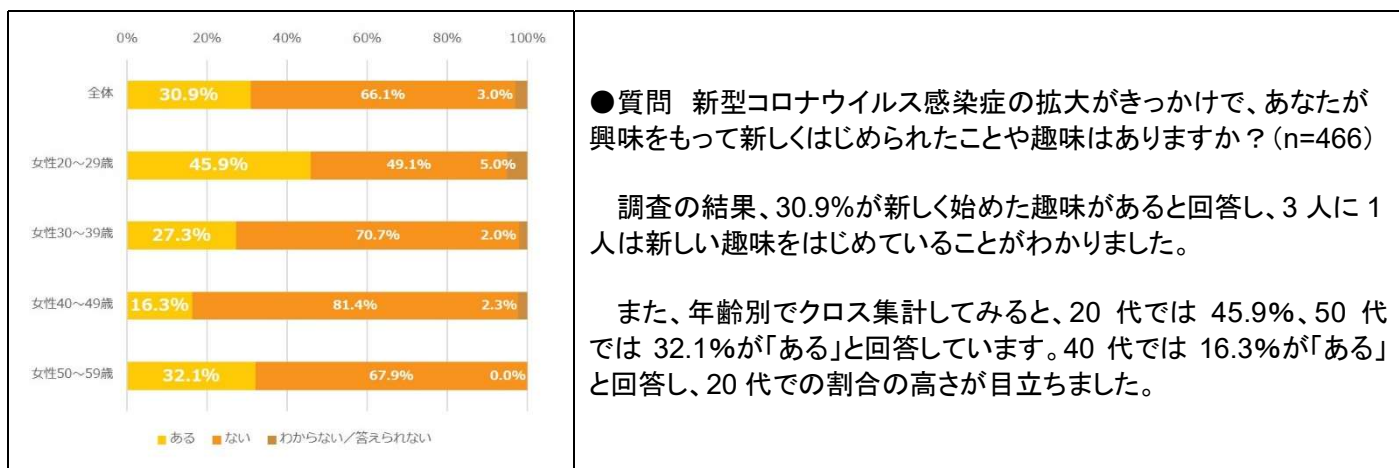 0% 20% 40% 60% 80% 100%
全体 30.9% 66.1% 3.0%
女性20～29歳 45.9% 49.1% 5.0%
女性30～39歳 27.3% 70.7% 2.0%
女性40～49歳 16.3% 81.4% 2.3%
女性50～59歳 32.1% 67.9% 0.0%
■ある ■ない ■わからない／答えられない
●質問　新型コロナウイルス感染症の拡大がきっかけで、あなたが
興味をもって新しくはじめられたことや趣味はありますか？(n=466)
調査の結果、30.9%が新しく始めた趣味があると回答し、3 人に 1
人は新しい趣味をはじめていることがわかりました。
また、年齢別でクロス集計してみると、20 代では 45.9%、50 代
では 32.1%が「ある」と回答しています。40 代では 16.3%が「ある」
と回答し、20 代での割合の高さが目立ちました。